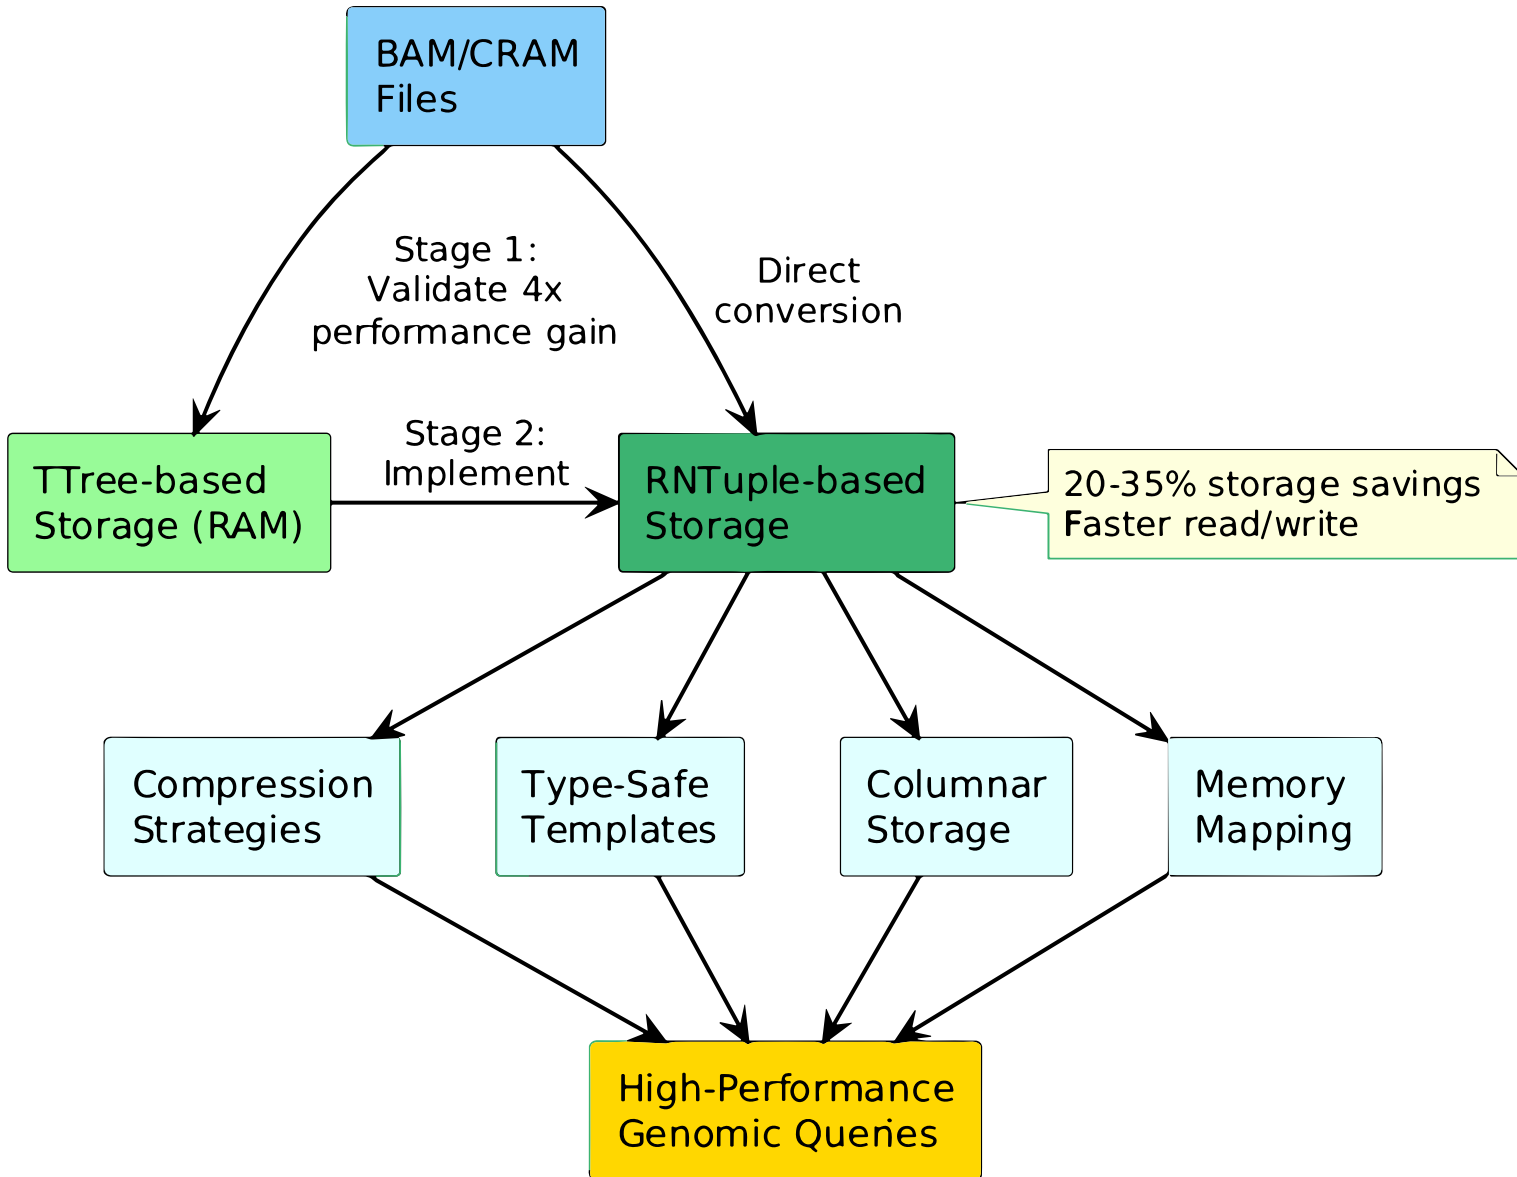 BAM/CRAM
Files
Stage 1:
Validate 4x
performance gain
Direct
conversion
Stage 2:
Implement
TTree-based
Storage (RAM)
RNTuple-based
Storage
20-35% storage savings
Faster read/write
Compression
Strategies
Type-Safe
Templates
Columnar
Storage
Memory
Mapping
High-Performance
Genomic Queries